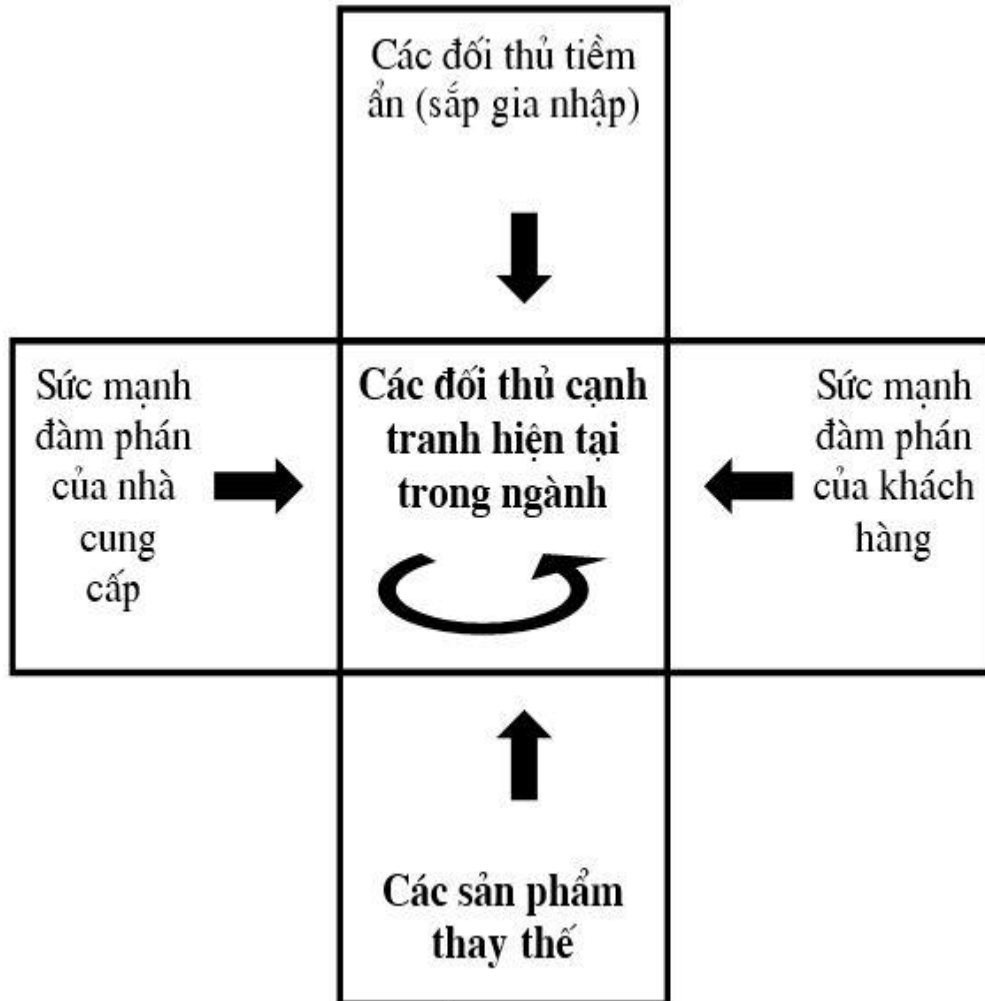 Các đối thủ tiềm
ẩn (sắp gia nhập)
Sức mạnh
đàm phán
của nhà
cung
cấp
Các đối thủ cạnh
tranh hiện tại
trong ngành
Sức mạnh
đàm phán
của khách
hàng
Các sản phẩm
thay thế